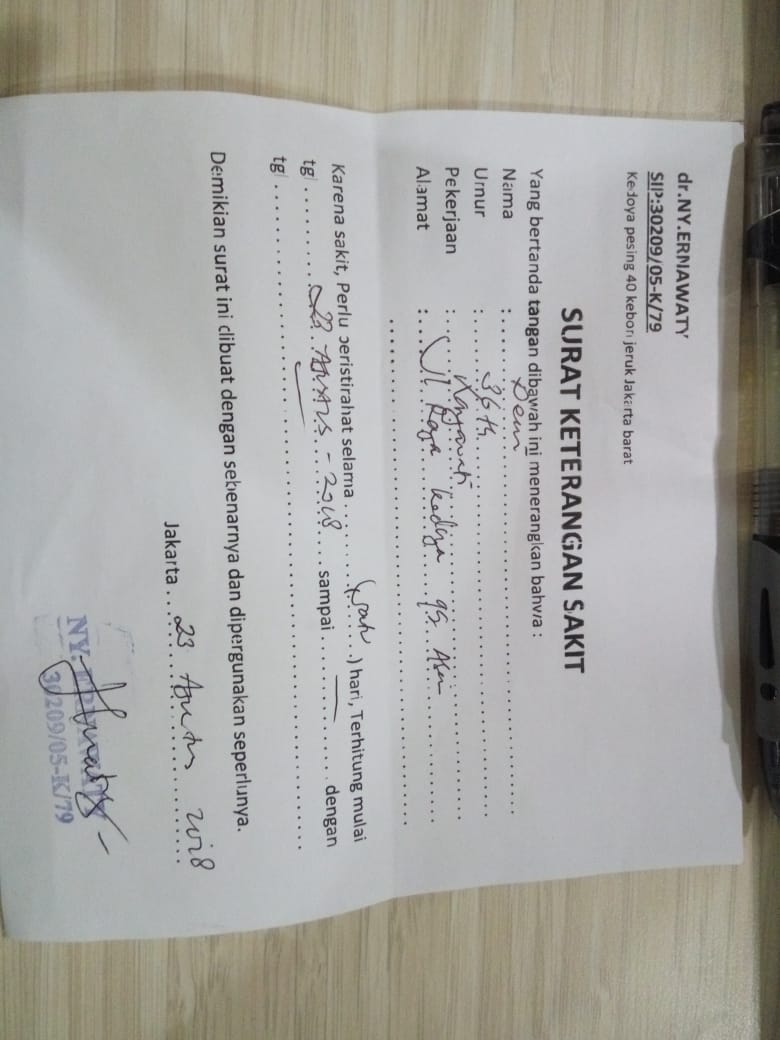 dr.NY.ERNAWATY
SIP:30209/05-K/79
Kedoya pesing 40 kebon jeruk Jakarta barat
SURAT KETERANGAN SAKIT
Yang bertanda tangan dibawah ini menerangkan bahwa :
Nama :
Umur : 36 th
Pekerjaan : Karyawati
Alamat : Jl. Raya Kedoya
Karena sakit, Perlu beristirahat selama (satu) hari, Terhitung mulai
tgl 23 Agustus - 2018 sampai dengan
tgl
Demikian surat ini dibuat dengan sebenarnya dan dipergunakan seperlunya.
Jakarta 23 Agustus 2018
NY. ERNAWATY
30209/05-K/79